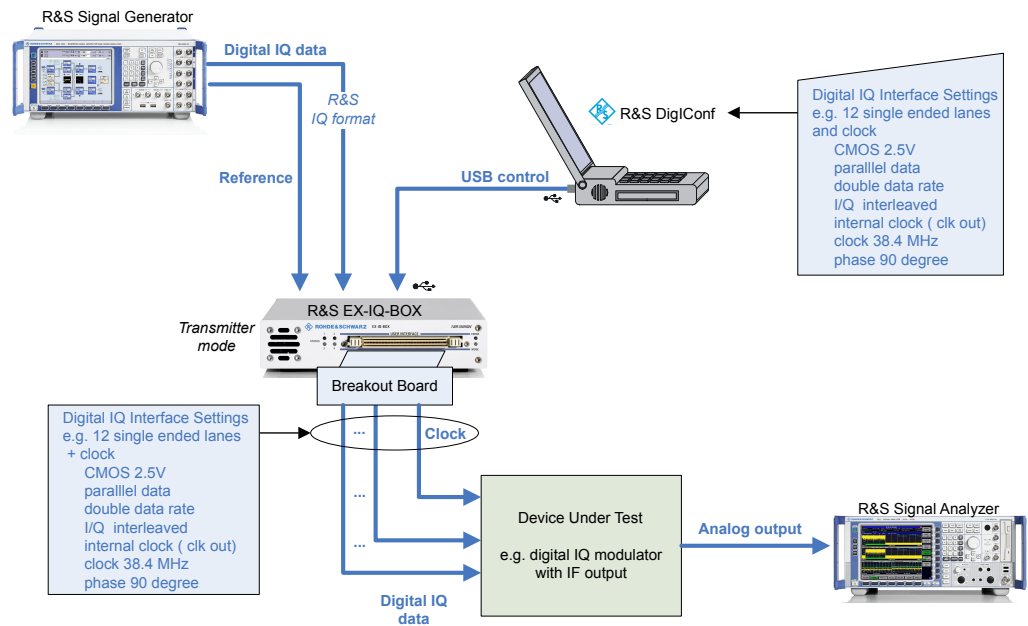 R&S Signal Generator
Digital IQ data
R&S
IQ format
Reference
USB control
R&S DigIConf
Digital IQ Interface Settings
e.g. 12 single ended lanes
and clock
CMOS 2.5V
paralllel data
double data rate
I/Q interleaved
internal clock ( clk out)
clock 38.4 MHz
phase 90 degree
Transmitter
mode
R&S EX-IQ-BOX
ROHDE&SCHWARZ EX-IQ-BOX
USER INTERFACE
Breakout Board
Digital IQ Interface Settings
e.g. 12 single ended lanes
+ clock
CMOS 2.5V
paralllel data
double data rate
I/Q interleaved
internal clock ( clk out)
clock 38.4 MHz
phase 90 degree
... Clock
...
...
Digital IQ
data
Device Under Test
e.g. digital IQ modulator
with IF output
Analog output
R&S Signal Analyzer